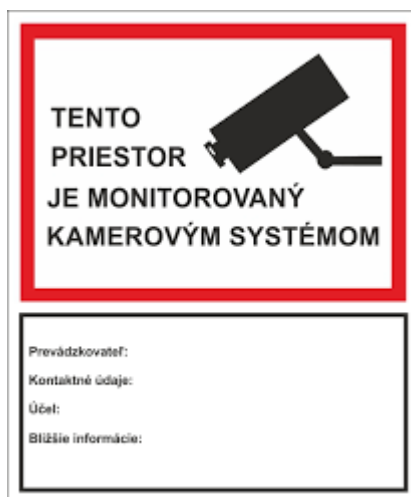 TENTO
PRIESTOR
JE MONITOROVANÝ
KAMEROVÝM SYSTÉMOM
Prevádzkovateľ:
Kontaktné údaje:
Účel:
Bližšie informácie: